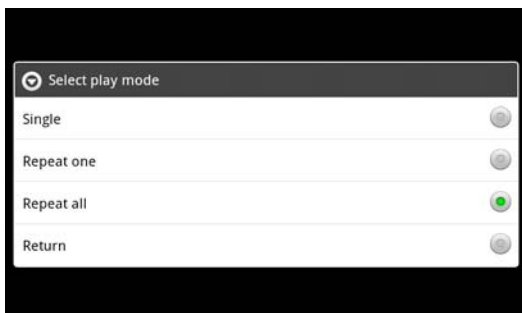 Select play mode
Single
Repeat one
Repeat all
Return